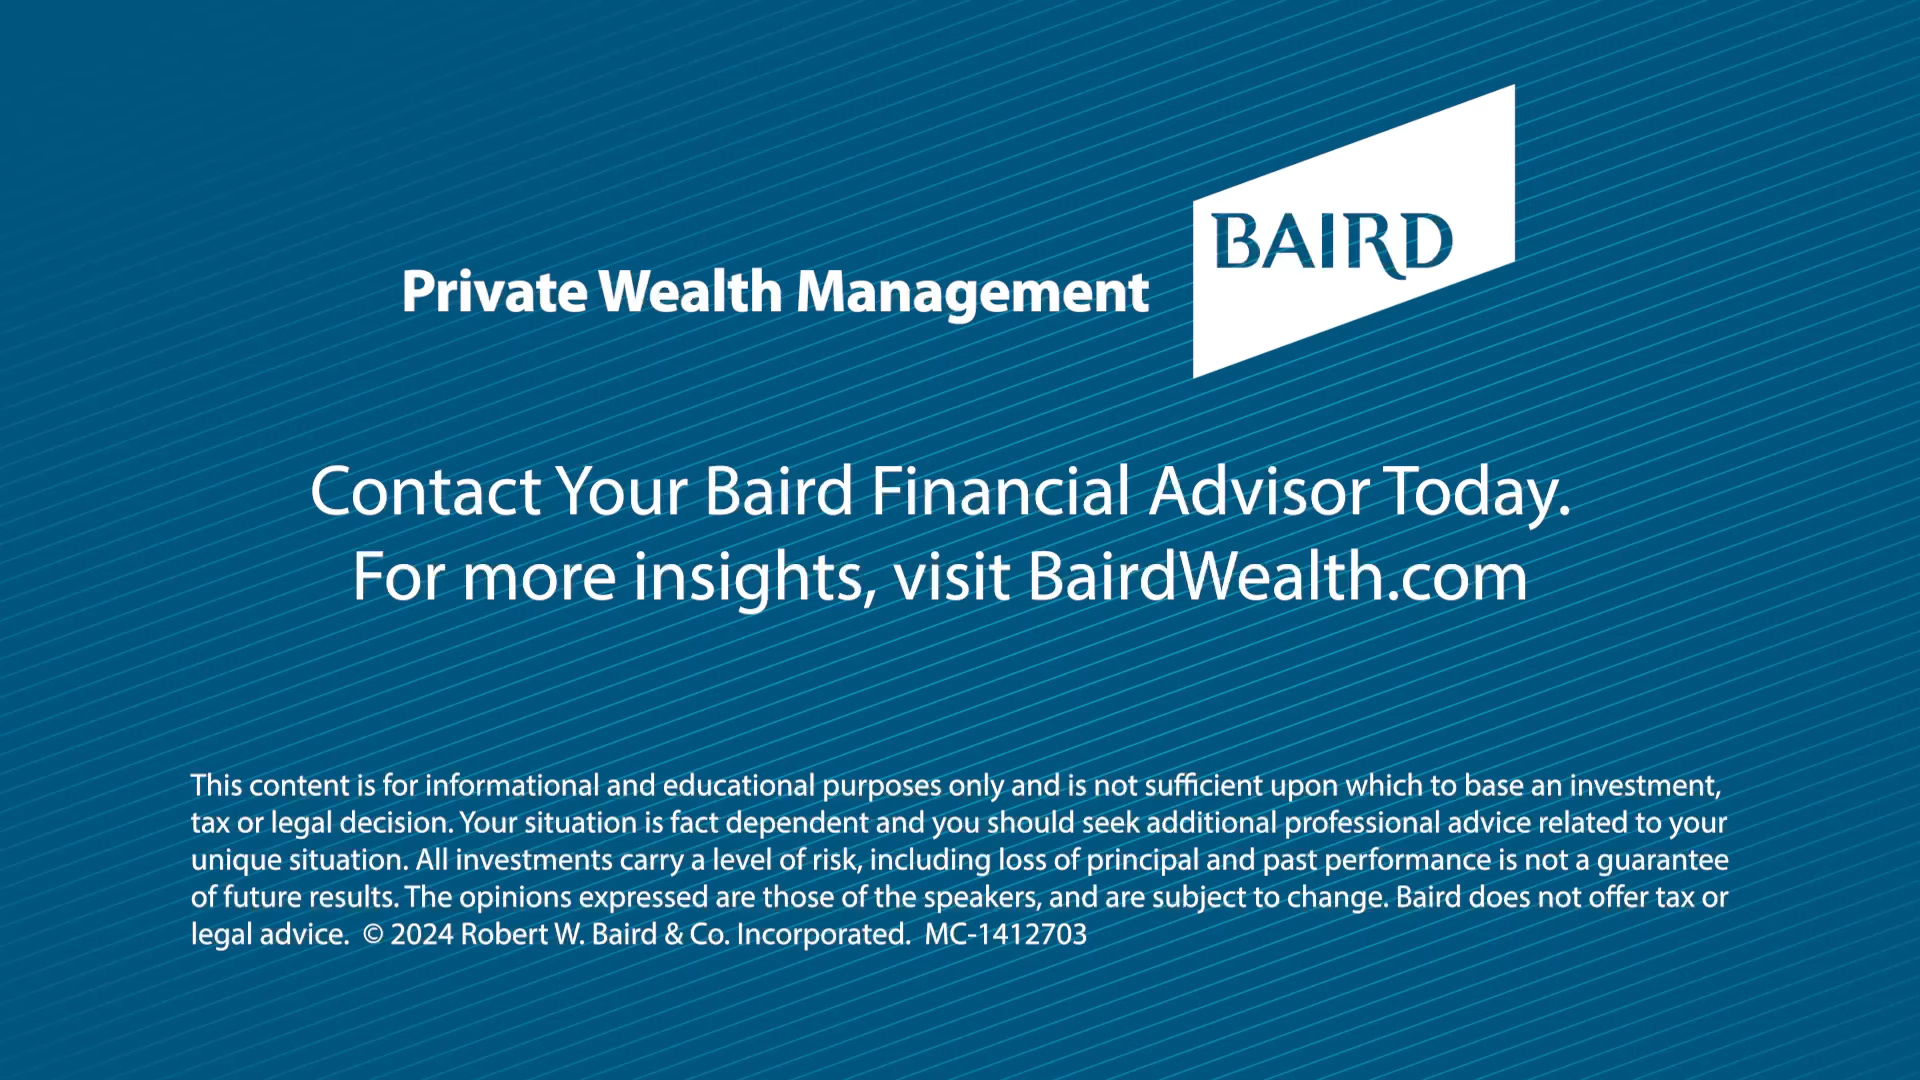 BAIRD
Private Wealth Management
Contact Your Baird Financial Advisor Today.
For more insights, visit BairdWealth.com
This content is for informational and educational purposes only and is not sufficient upon which to base an investment,
tax or legal decision. Your situation is fact dependent and you should seek additional professional advice related to your
unique situation. All investments carry a level of risk, including loss of principal and past performance is not a guarantee
of future results. The opinions expressed are those of the speakers, and are subject to change. Baird does not offer tax or
legal advice.  © 2024 Robert W. Baird & Co. Incorporated.  MC-1412703